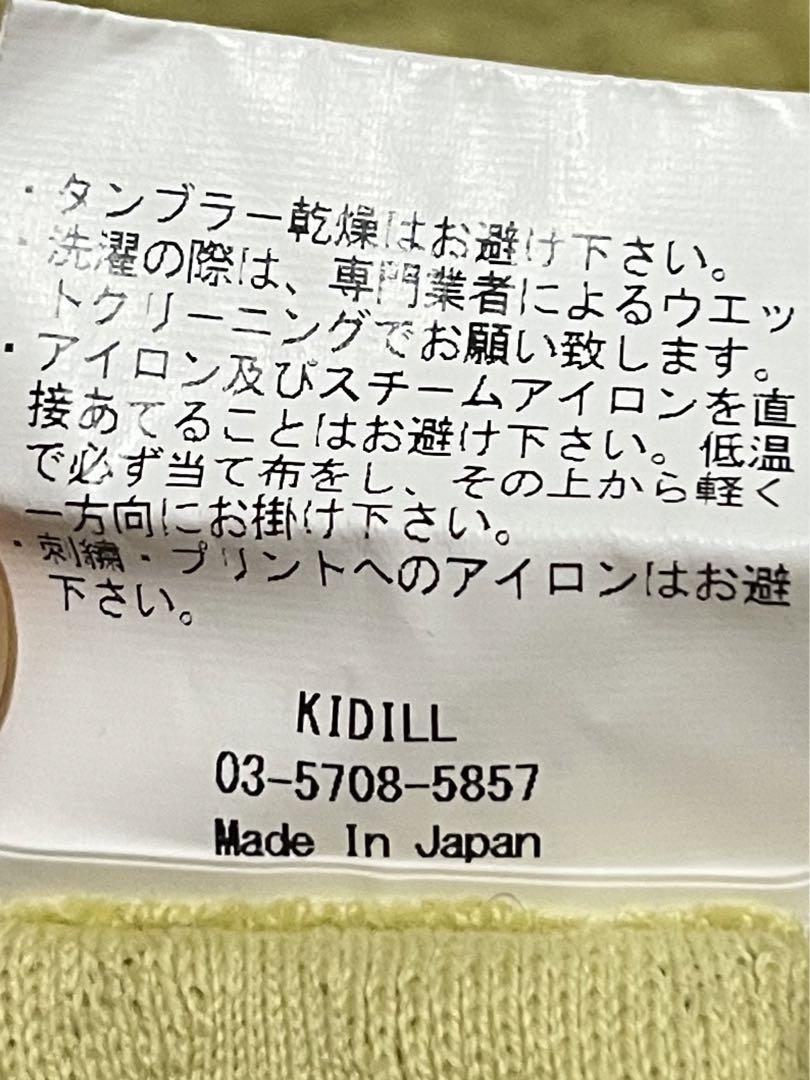 ・タンブラー乾燥はお避け下さい。
・洗濯の際は、専門業者によるウエッ
トクリーニングでお願い致します。
・アイロン及びスチームアイロンを直
接あてることはお避け下さい。低温
で必ず当て布をし、その上から軽く
一方向にお掛け下さい。
・刺繍・プリントへのアイロンはお避
下さい。
KIDILL
03-5708-5857
Made In Japan